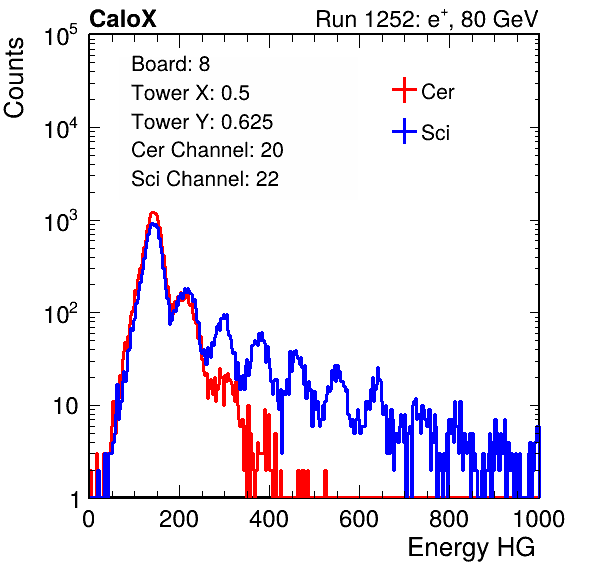 CaloX Run 1252: e⁺, 80 GeV
Counts
Board: 8
Tower X: 0.5
Tower Y: 0.625
Cer Channel: 20
Sci Channel: 22
Cer
Sci
10⁵
10⁴
10³
10²
10
1
0 200 400 600 800 1000
Energy HG